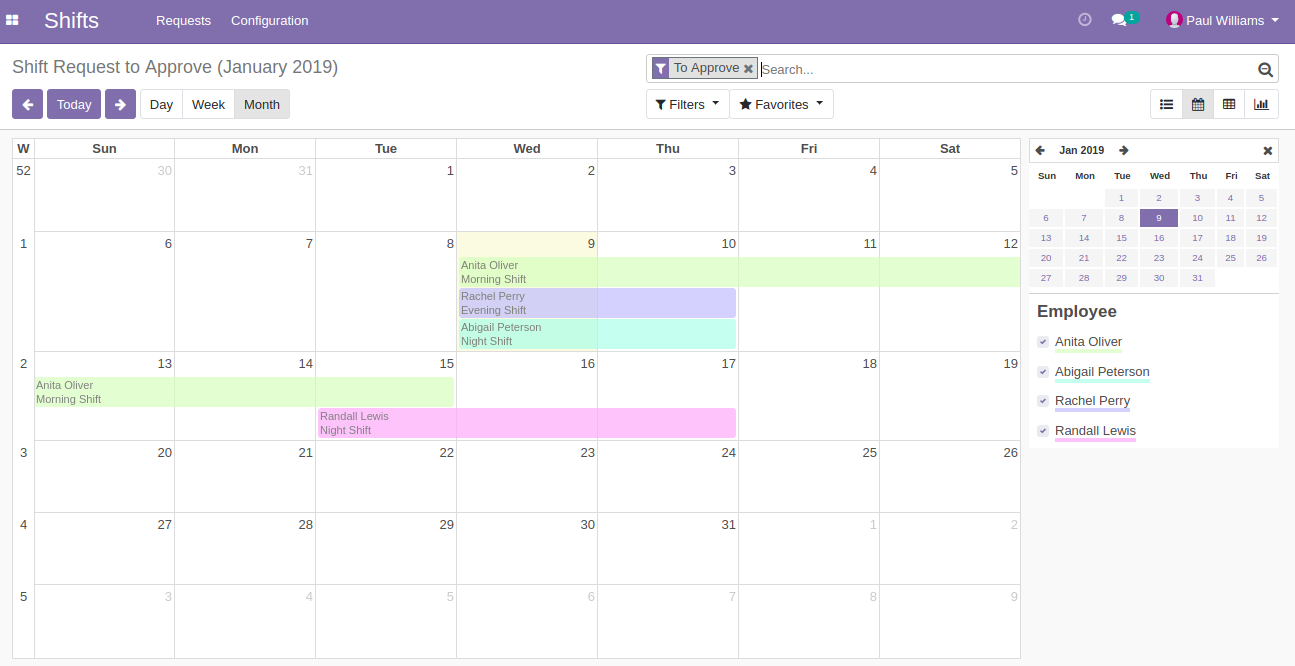 Shifts Requests Configuration 1 Paul Williams
Shift Request to Approve (January 2019)
To Approve Search...
Today Day Week Month Filters Favorites
W Sun Mon Tue Wed Thu Fri Sat
52 30 31 1 2 3 4 5
1 6 7 8 9 10 11 12
Anita Oliver
Morning Shift
Rachel Perry
Evening Shift
Abigail Peterson
Night Shift
2 13 14 15 16 17 18 19
Anita Oliver
Morning Shift
Randall Lewis
Night Shift
3 20 21 22 23 24 25 26
4 27 28 29 30 31 1 2
5 3 4 5 6 7 8 9
Jan 2019
Sun Mon Tue Wed Thu Fri Sat
1 2 3 4 5
6 7 8 9 10 11 12
13 14 15 16 17 18 19
20 21 22 23 24 25 26
27 28 29 30 31
Employee
Anita Oliver
Abigail Peterson
Rachel Perry
Randall Lewis